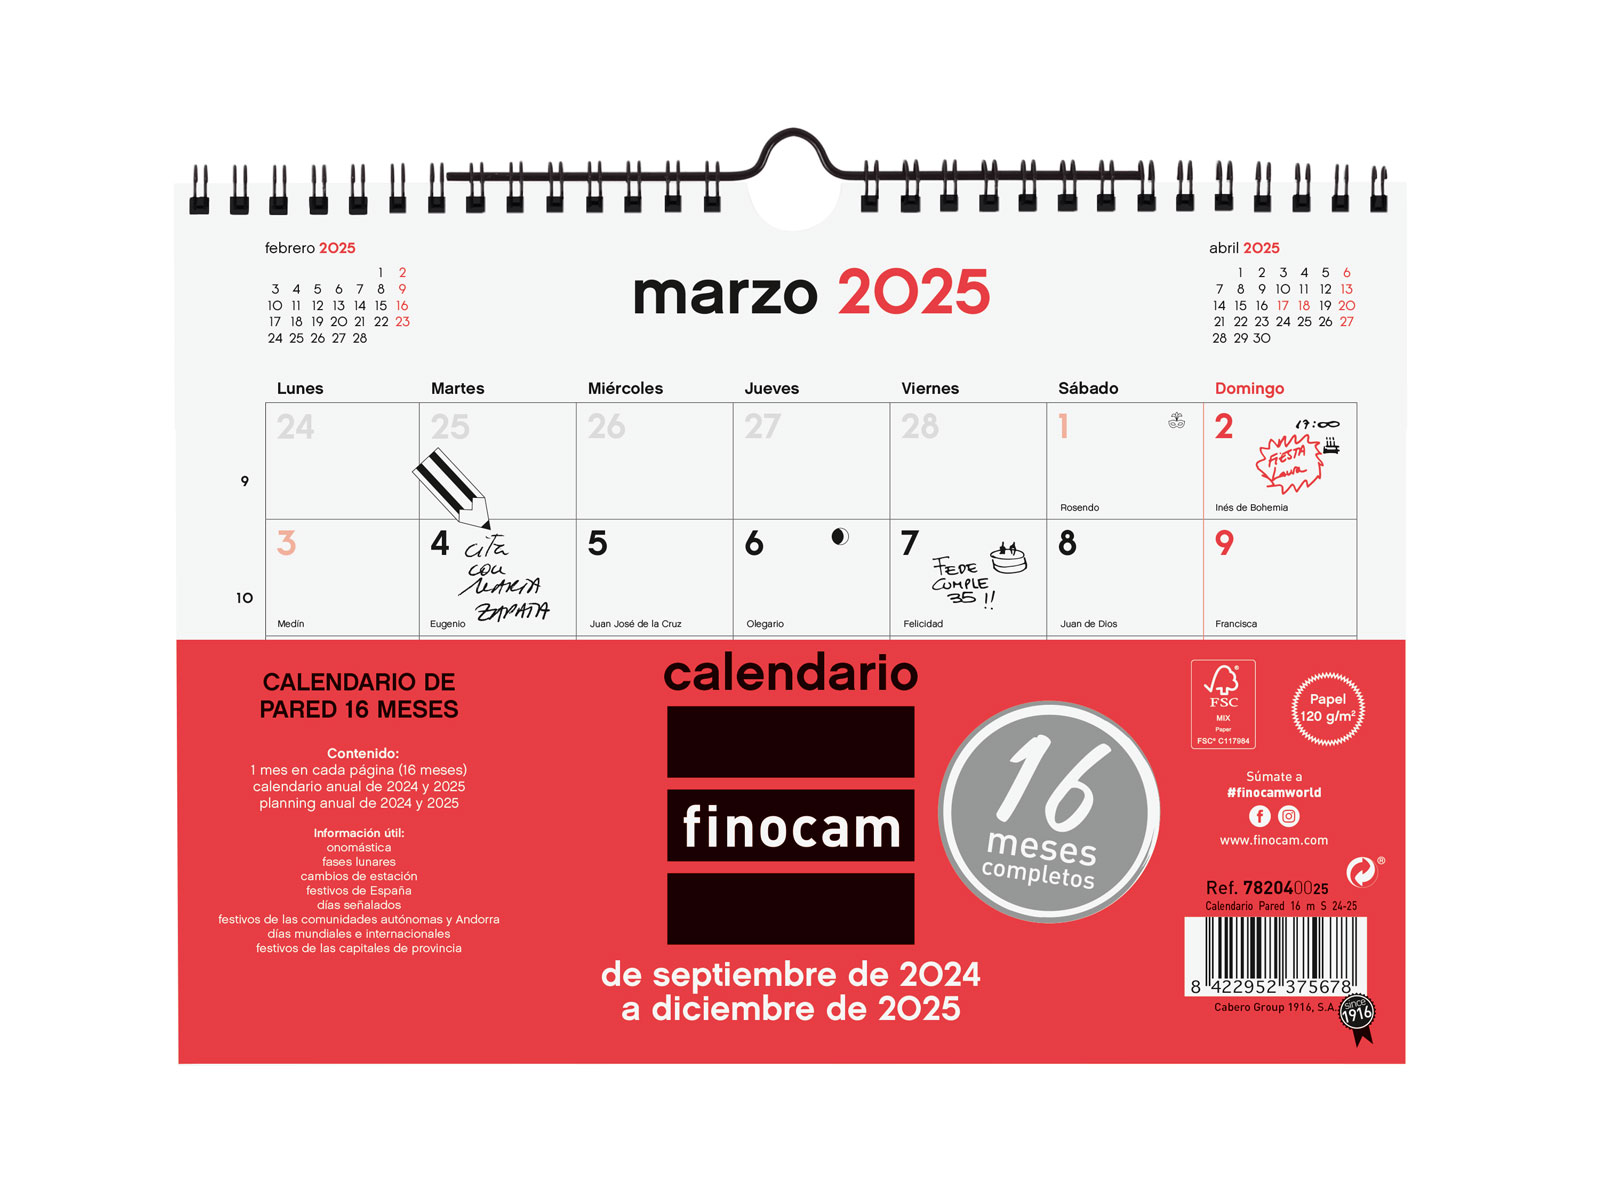 febrero 2025
1 2
3 4 5 6 7 8 9
10 11 12 13 14 15 16
17 18 19 20 21 22 23
24 25 26 27 28
marzo 2025
abril 2025
1 2 3 4 5 6
7 8 9 10 11 12 13
14 15 16 17 18 19 20
21 22 23 24 25 26 27
28 29 30
Lunes Martes Miércoles Jueves Viernes Sábado Domingo
24 25 26 27 28 1 2
17:00
FIESTA
Laura
9
Rosendo Inés de Bohemia
3 4 5 6 7 8 9
cita
con
MARIA
ZAPATA
FEDE
CUMPLE
35 !!
10
Medín Eugenio Juan José de la Cruz Olegario Felicidad Juan de Dios Francisca
CALENDARIO DE
PARED 16 MESES
Contenido:
1 mes en cada página (16 meses)
calendario anual de 2024 y 2025
planning anual de 2024 y 2025
Información útil:
onomástica
fases lunares
cambios de estación
festivos de España
días señalados
festivos de las comunidades autónomas y Andorra
días mundiales e internacionales
festivos de las capitales de provincia
calendario
finocam
de septiembre de 2024
a diciembre de 2025
16
meses
completos
FSC
MIX
Paper
FSC® C117984
Papel
120 g/m²
Súmate a
#finocamworld
www.finocam.com
Ref. 782040025
Calendario Pared 16 m S 24-25
8 422952 375678
Cabero Group 1916, S.A.
since
1916